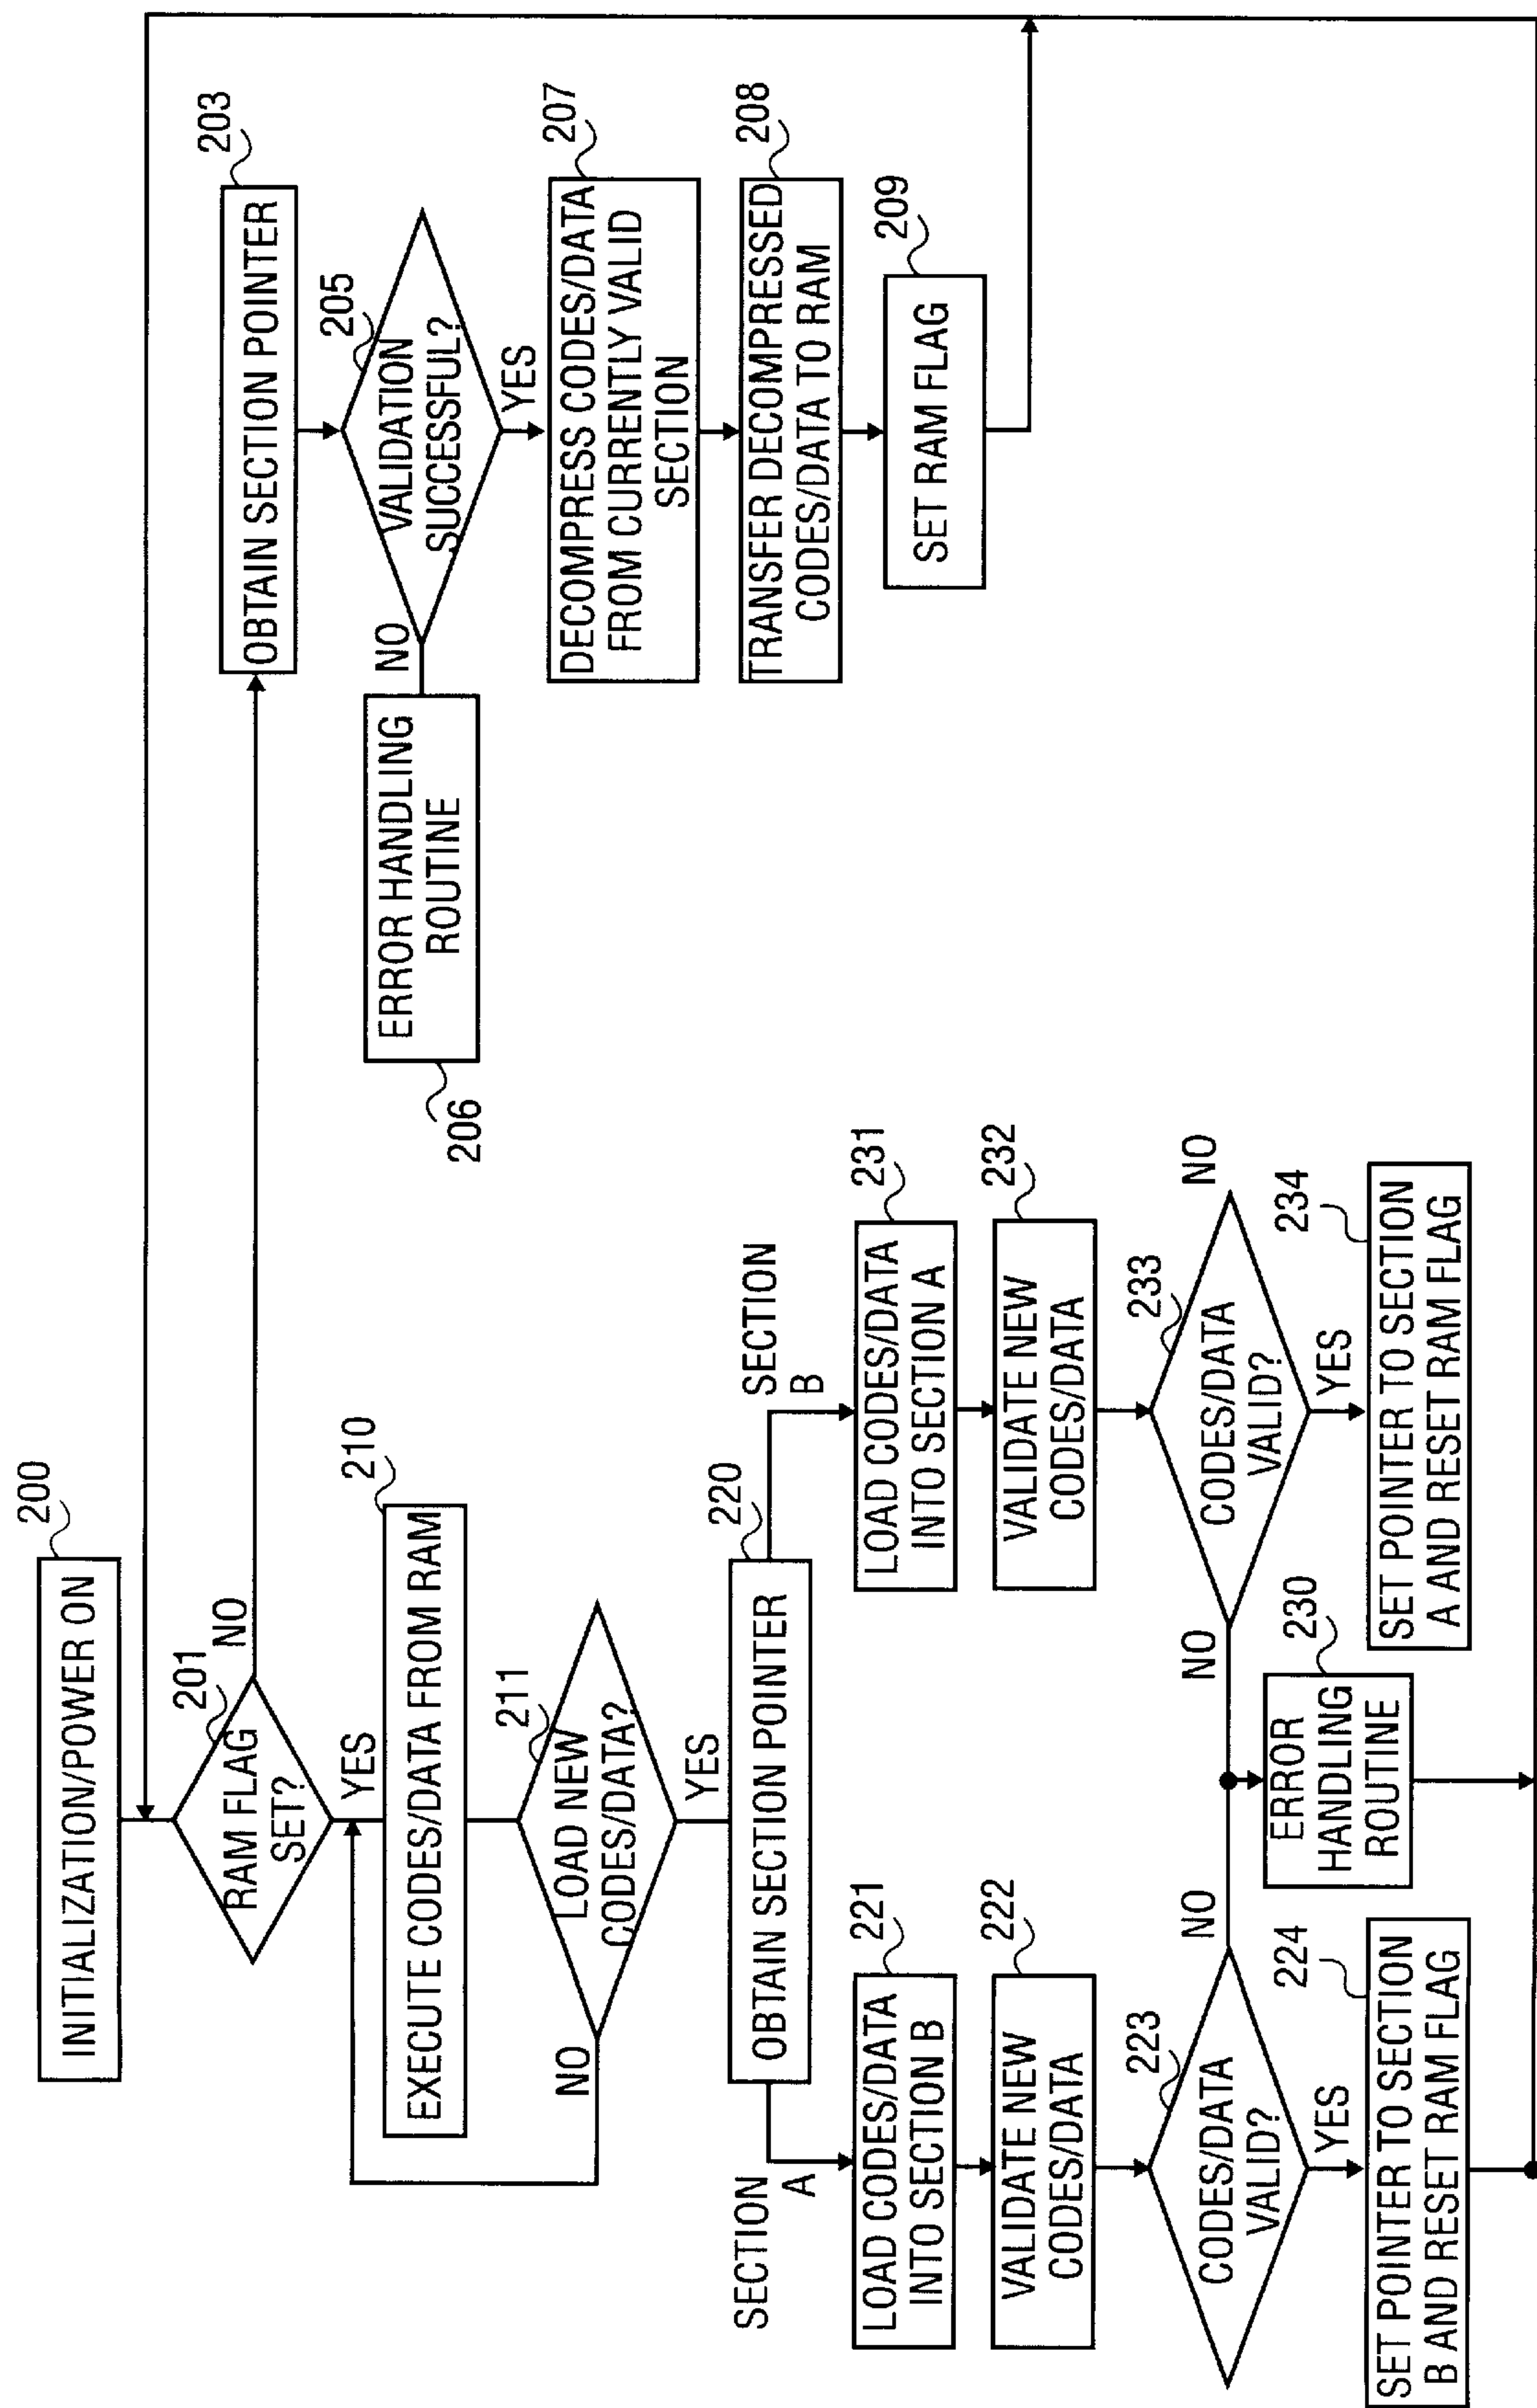 200
INITIALIZATION/POWER ON
201
RAM FLAG
SET?
NO
YES
210
EXECUTE CODES/DATA FROM RAM
211
LOAD NEW
CODES/DATA?
NO
YES
220
OBTAIN SECTION POINTER
SECTION
A
SECTION
B
221
LOAD CODES/DATA
INTO SECTION B
222
VALIDATE NEW
CODES/DATA
223
CODES/DATA
VALID?
NO
YES
224
SET POINTER TO SECTION
B AND RESET RAM FLAG
230
ERROR
HANDLING
ROUTINE
231
LOAD CODES/DATA
INTO SECTION A
232
VALIDATE NEW
CODES/DATA
233
CODES/DATA
VALID?
NO
NO
YES
234
SET POINTER TO SECTION
A AND RESET RAM FLAG
203
OBTAIN SECTION POINTER
205
VALIDATION
SUCCESSFUL?
NO
YES
206
ERROR HANDLING
ROUTINE
207
DECOMPRESS CODES/DATA
FROM CURRENTLY VALID
SECTION
208
TRANSFER DECOMPRESSED
CODES/DATA TO RAM
209
SET RAM FLAG